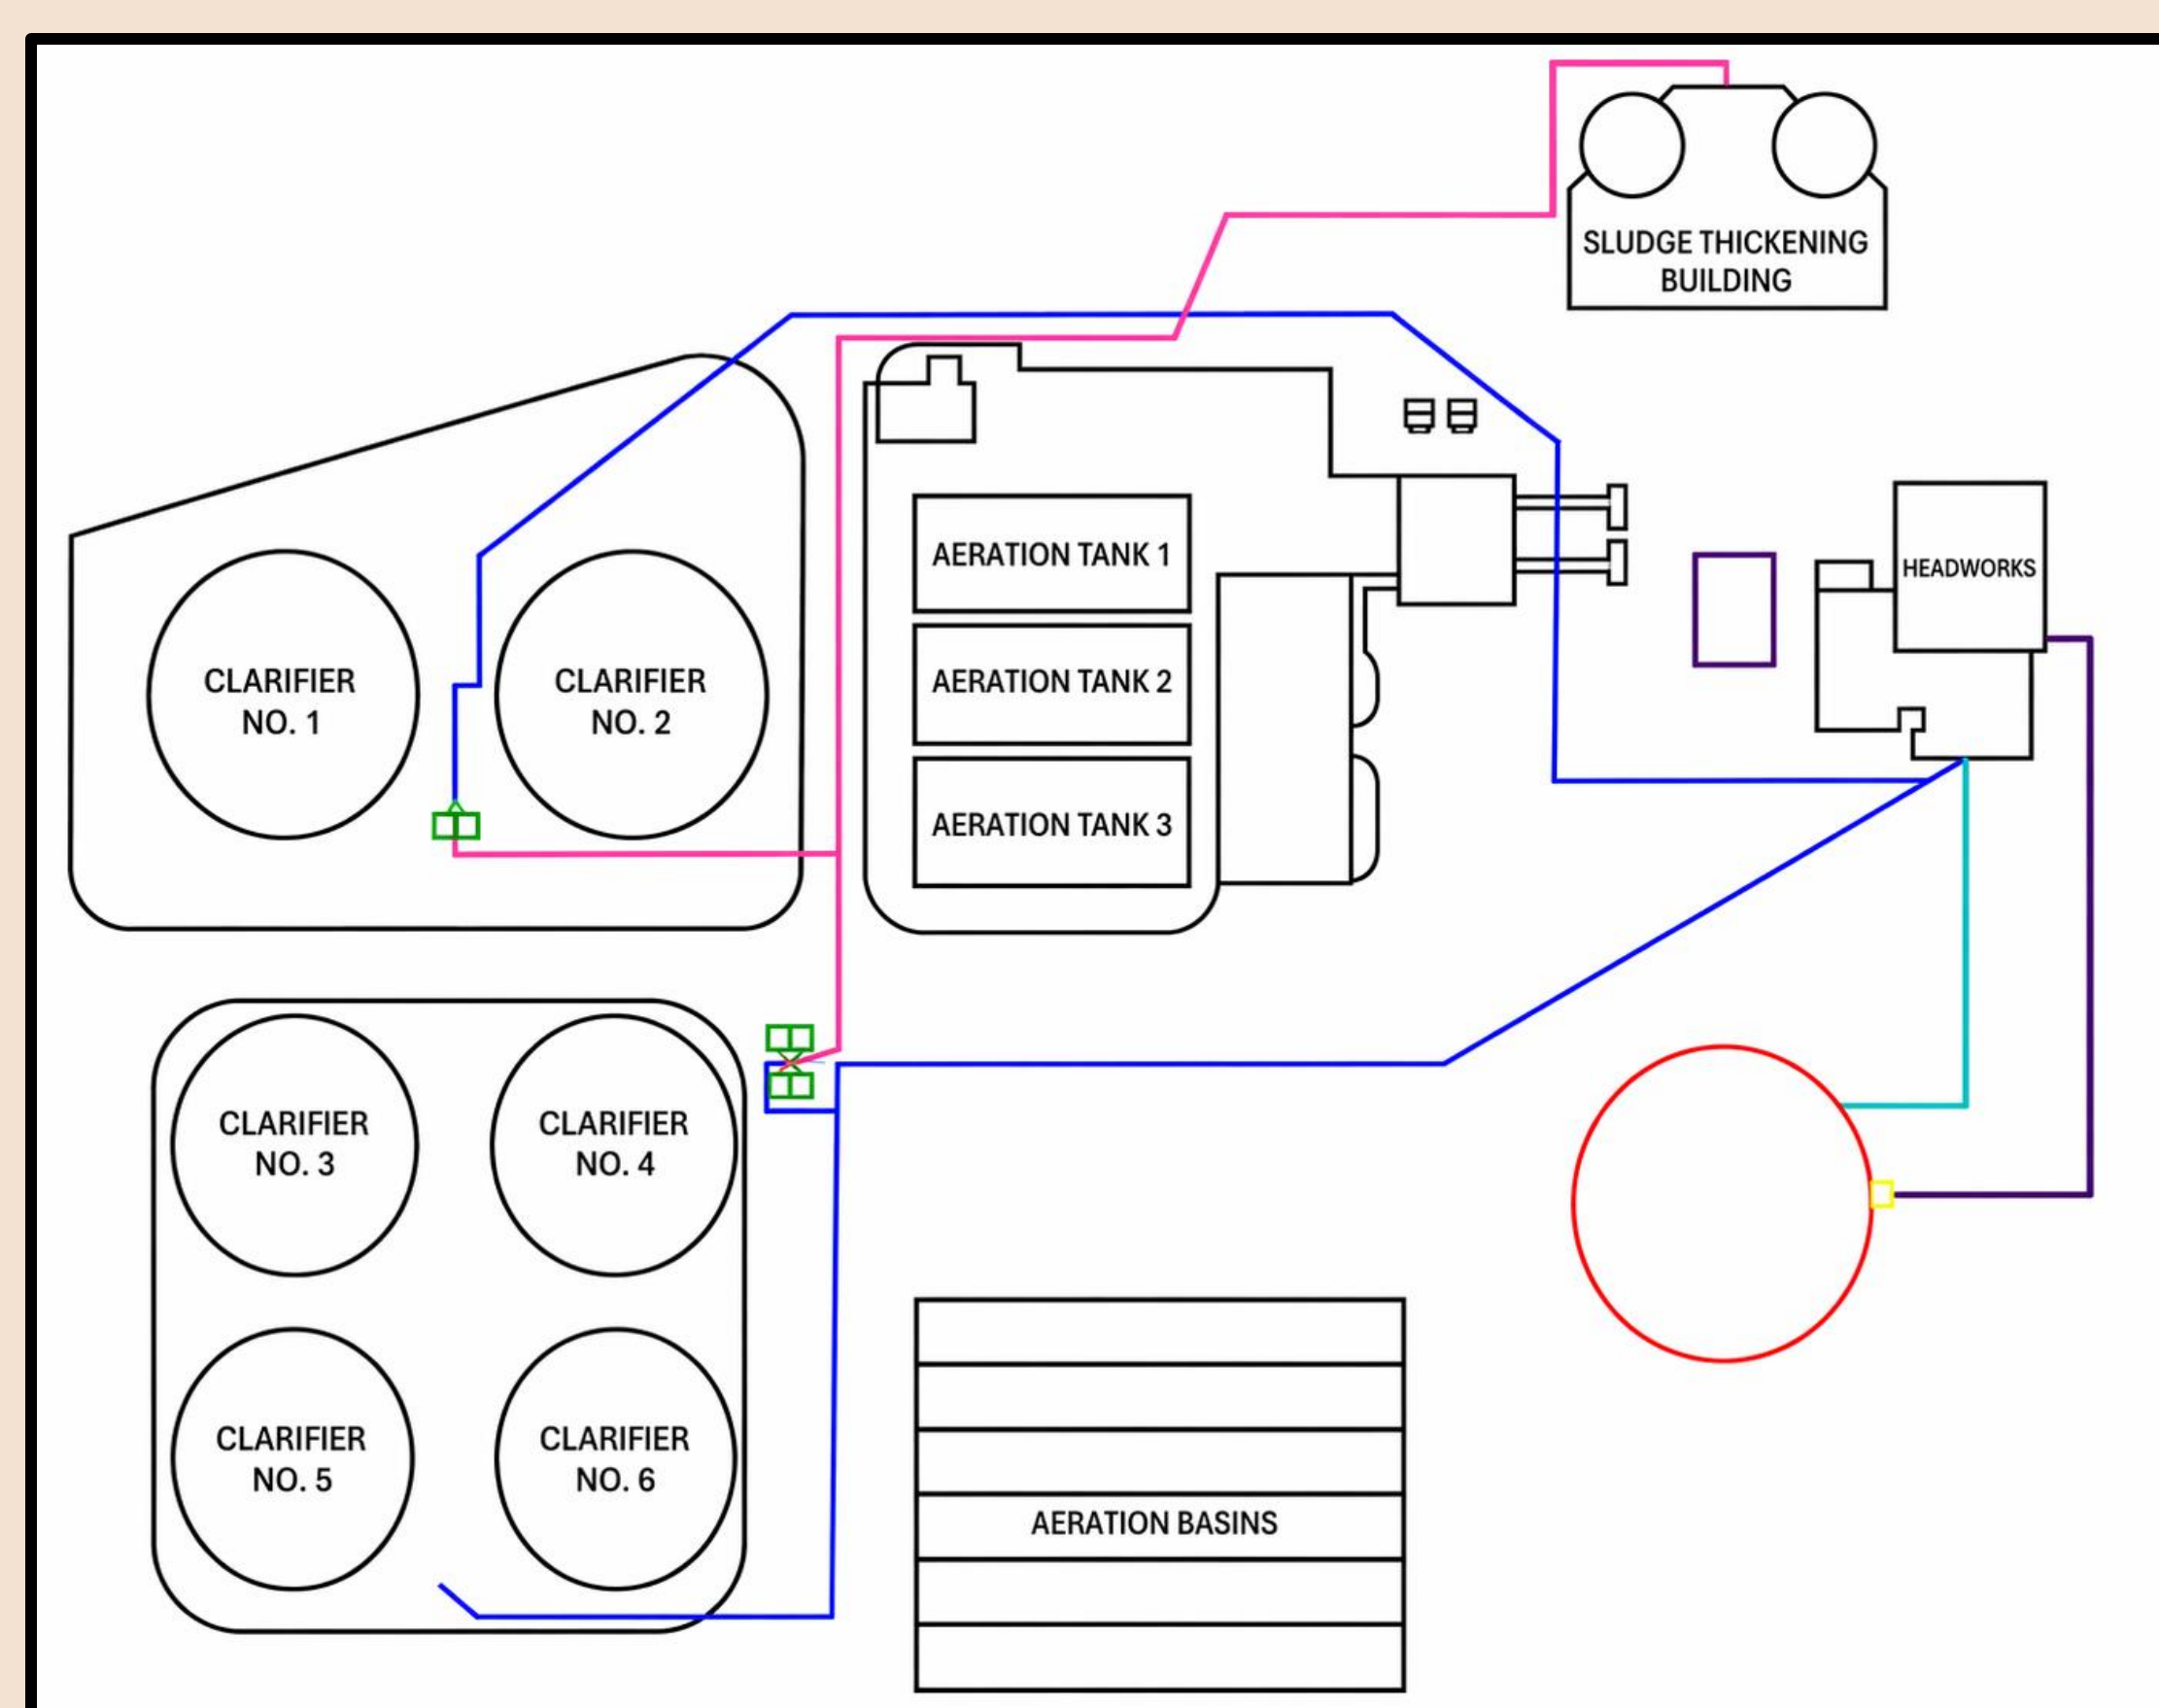 SLUDGE THICKENING
BUILDING
AERATION TANK 1
HEADWORKS
CLARIFIER
NO. 1
CLARIFIER
NO. 2
AERATION TANK 2
AERATION TANK 3
CLARIFIER
NO. 3
CLARIFIER
NO. 4
CLARIFIER
NO. 5
CLARIFIER
NO. 6
AERATION BASINS